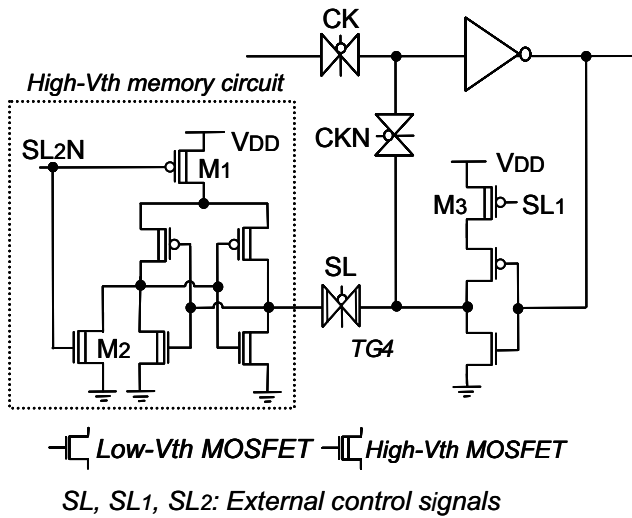 CK
High-Vth memory circuit
CKN
SL2N
VDD
M1
VDD
M3
SL1
SL
M2
TG4
Low-Vth MOSFET
High-Vth MOSFET
SL, SL1, SL2: External control signals